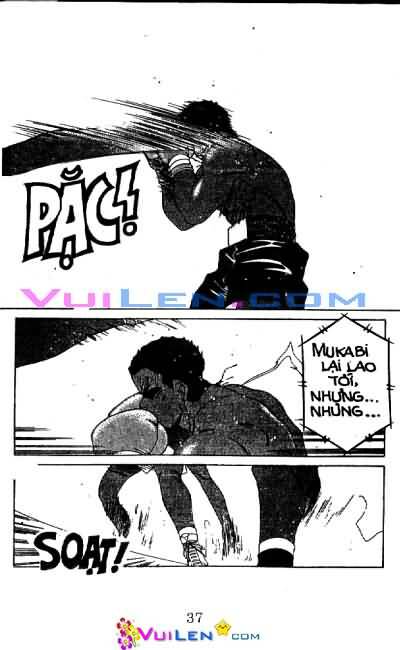 PẶC!
VUILEN.COM
MUKABI
LẠI LAO
TỚI,
NHƯNG...
NHƯNG...
SOẠT!
37
VUILEN.COM